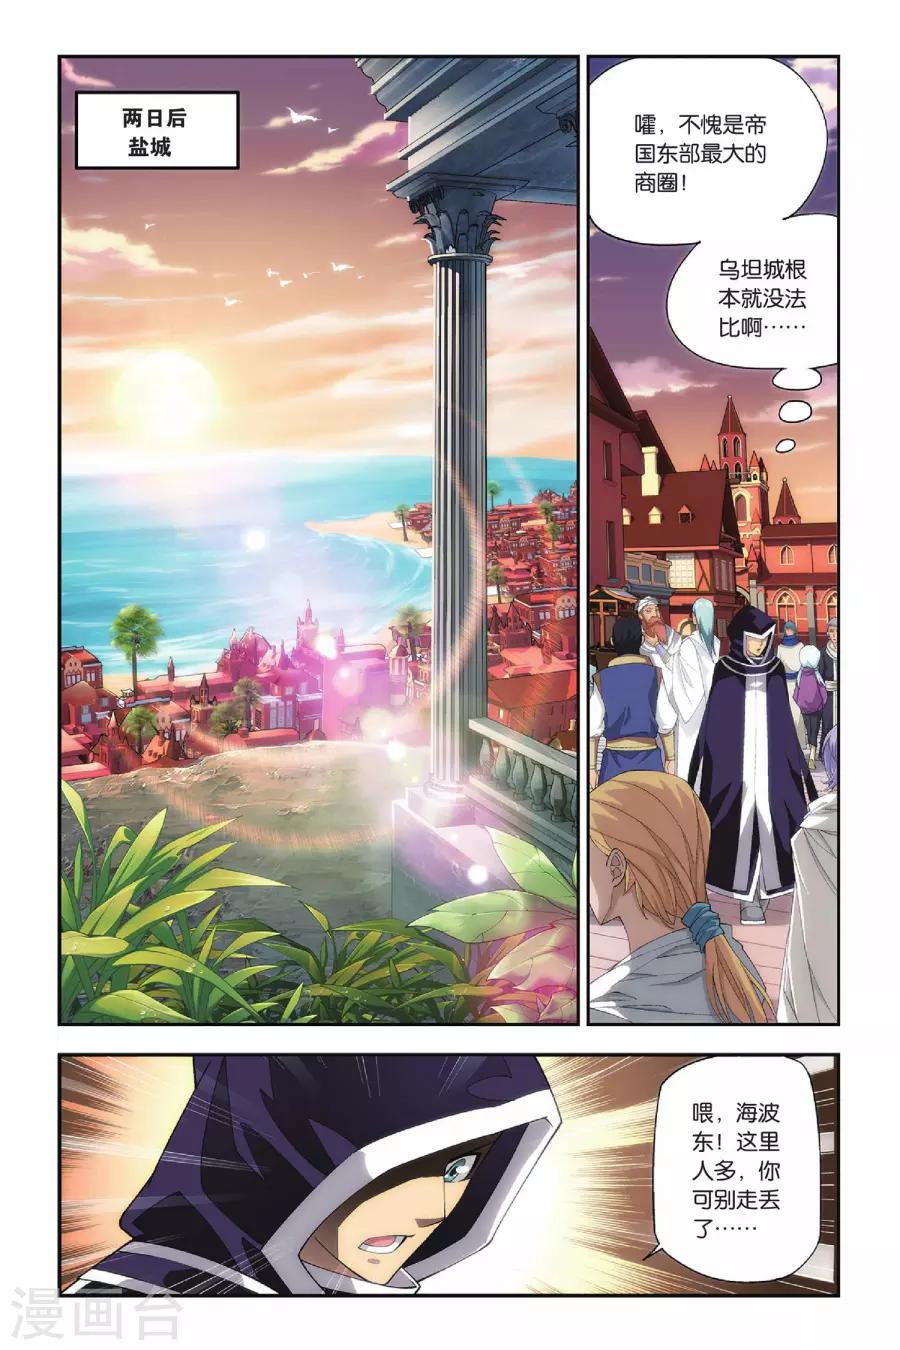 两日后
盐城
嚯，不愧是帝
国东部最大的
商圈！
乌坦城根
本就没法
比啊……
喂，海波
东！这里
人多，你
可别走丢
了……
漫画台